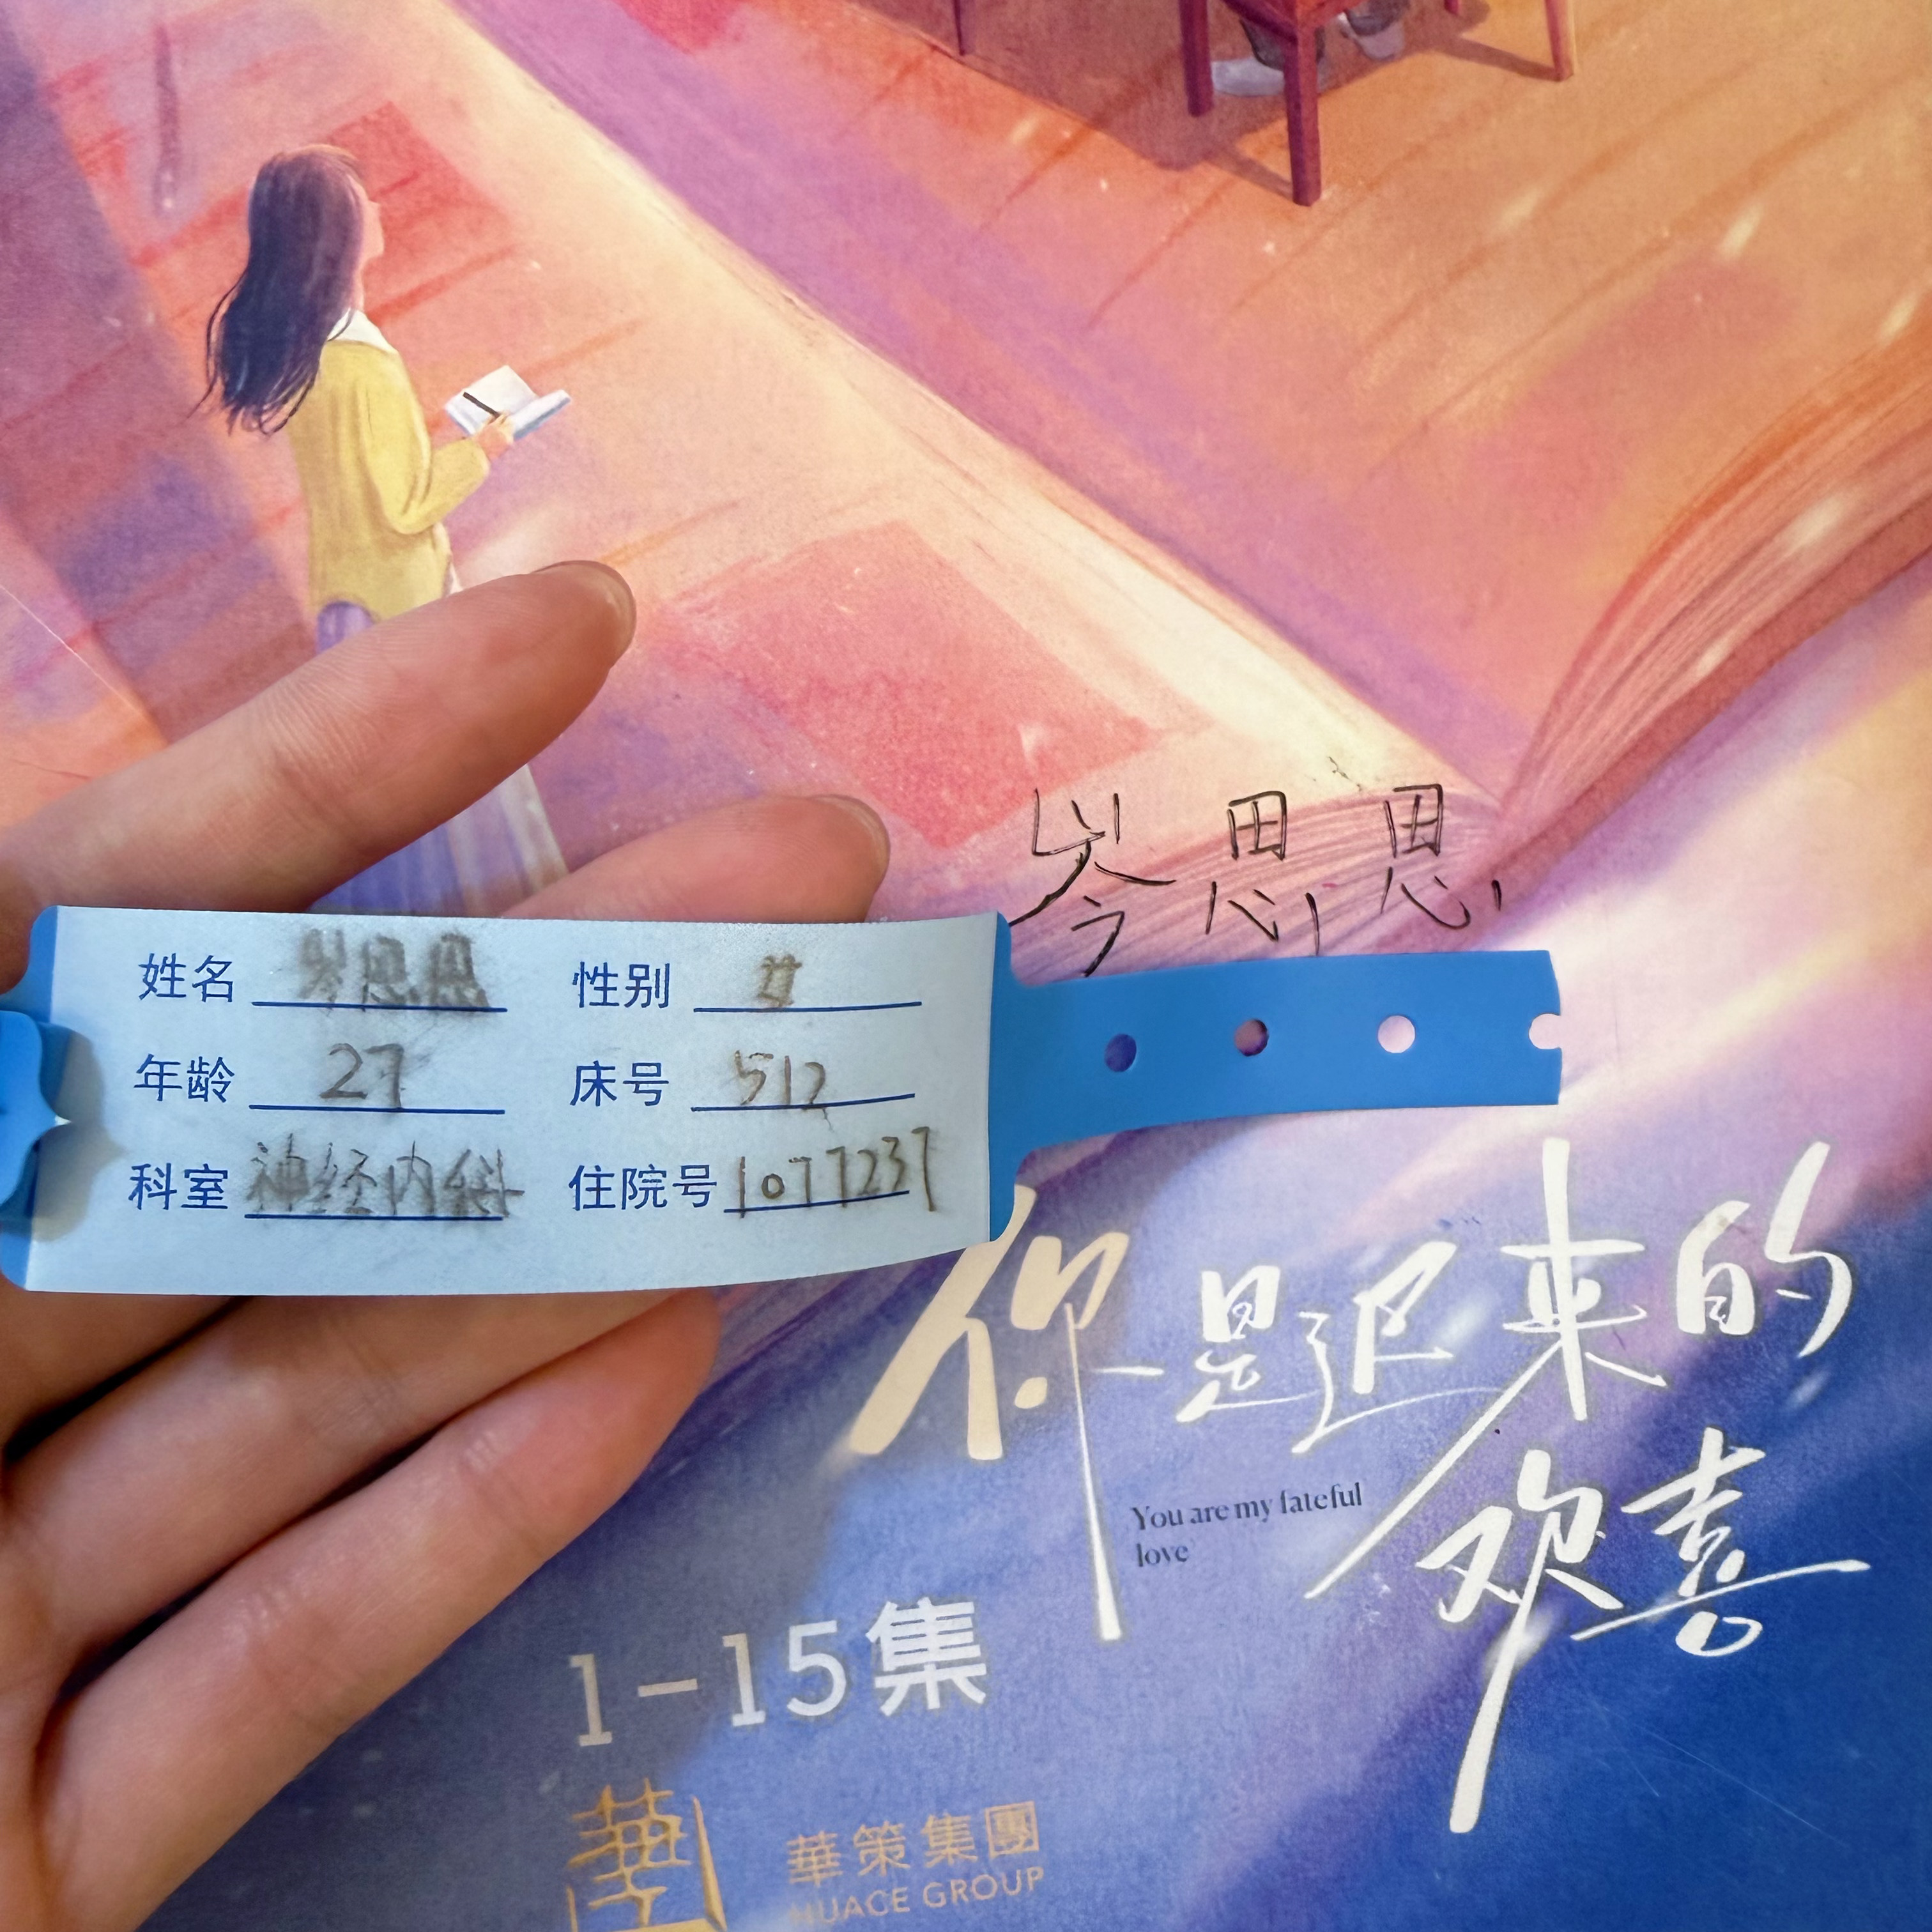 岑思思
姓名 岑思思 性别 女
年龄 27 床号 512
科室 神经内科 住院号 1077237
你是迟来的
欢喜
You are my fateful
love
1-15集
華
華策集團
HUACE GROUP